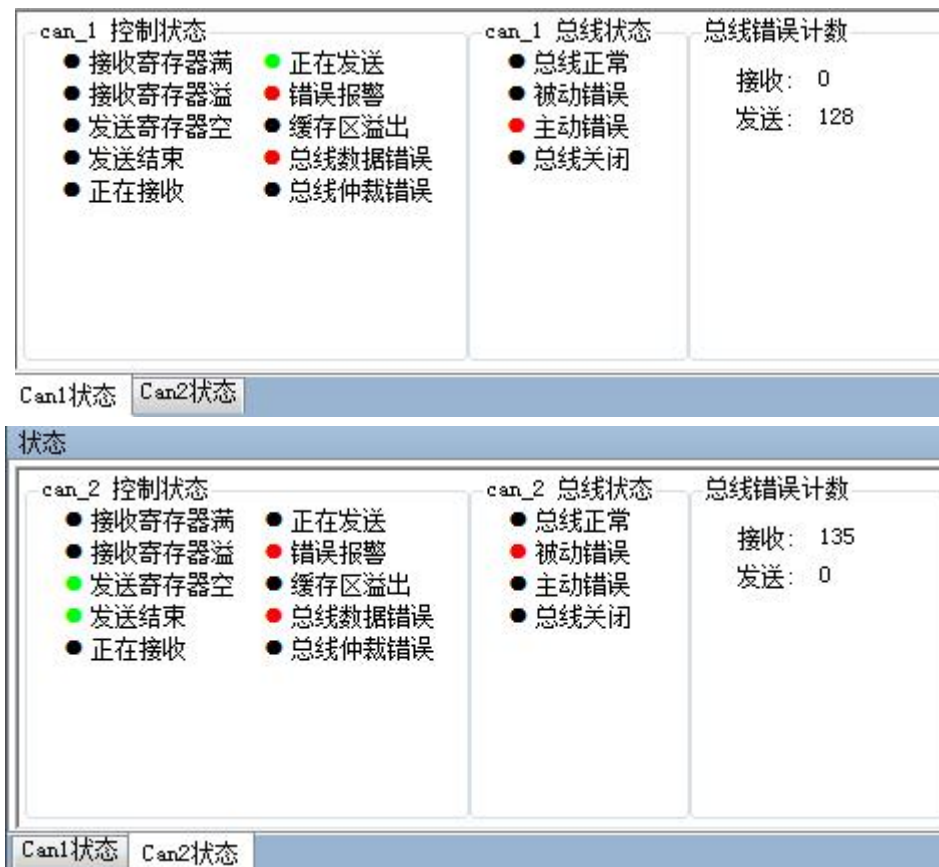 can_1 控制状态
接收寄存器满
正在发送
接收寄存器溢
错误报警
发送寄存器空
缓存区溢出
发送结束
总线数据错误
正在接收
总线仲裁错误
can_1 总线状态
总线正常
被动错误
主动错误
总线关闭
总线错误计数
接收: 0
发送: 128
Can1状态 Can2状态
状态
can_2 控制状态
接收寄存器满
正在发送
接收寄存器溢
错误报警
发送寄存器空
缓存区溢出
发送结束
总线数据错误
正在接收
总线仲裁错误
can_2 总线状态
总线正常
被动错误
主动错误
总线关闭
总线错误计数
接收: 135
发送: 0
Can1状态 Can2状态